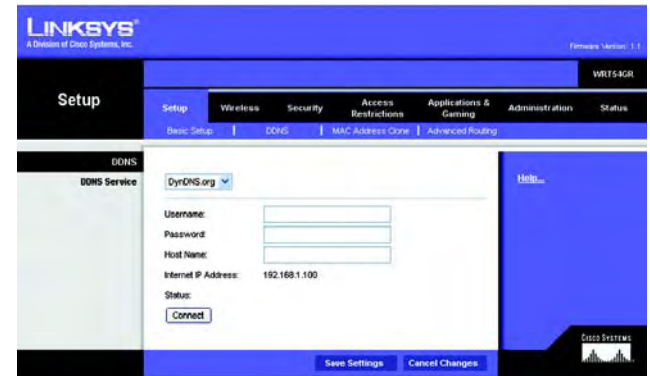 LINKSYS®
A Division of Cisco Systems, Inc.
Firmware Version: 1.1
WRT54GR
Setup
Setup Wireless Security Access Restrictions Applications & Gaming Administration Status
Basic Setup | DDNS | MAC Address Clone | Advanced Routing
DDNS
DDNS Service
DynDNS.org
Help...
Username:
Password:
Host Name:
Internet IP Address: 192.168.1.100
Status:
Connect
CISCO SYSTEMS
Save Settings Cancel Changes